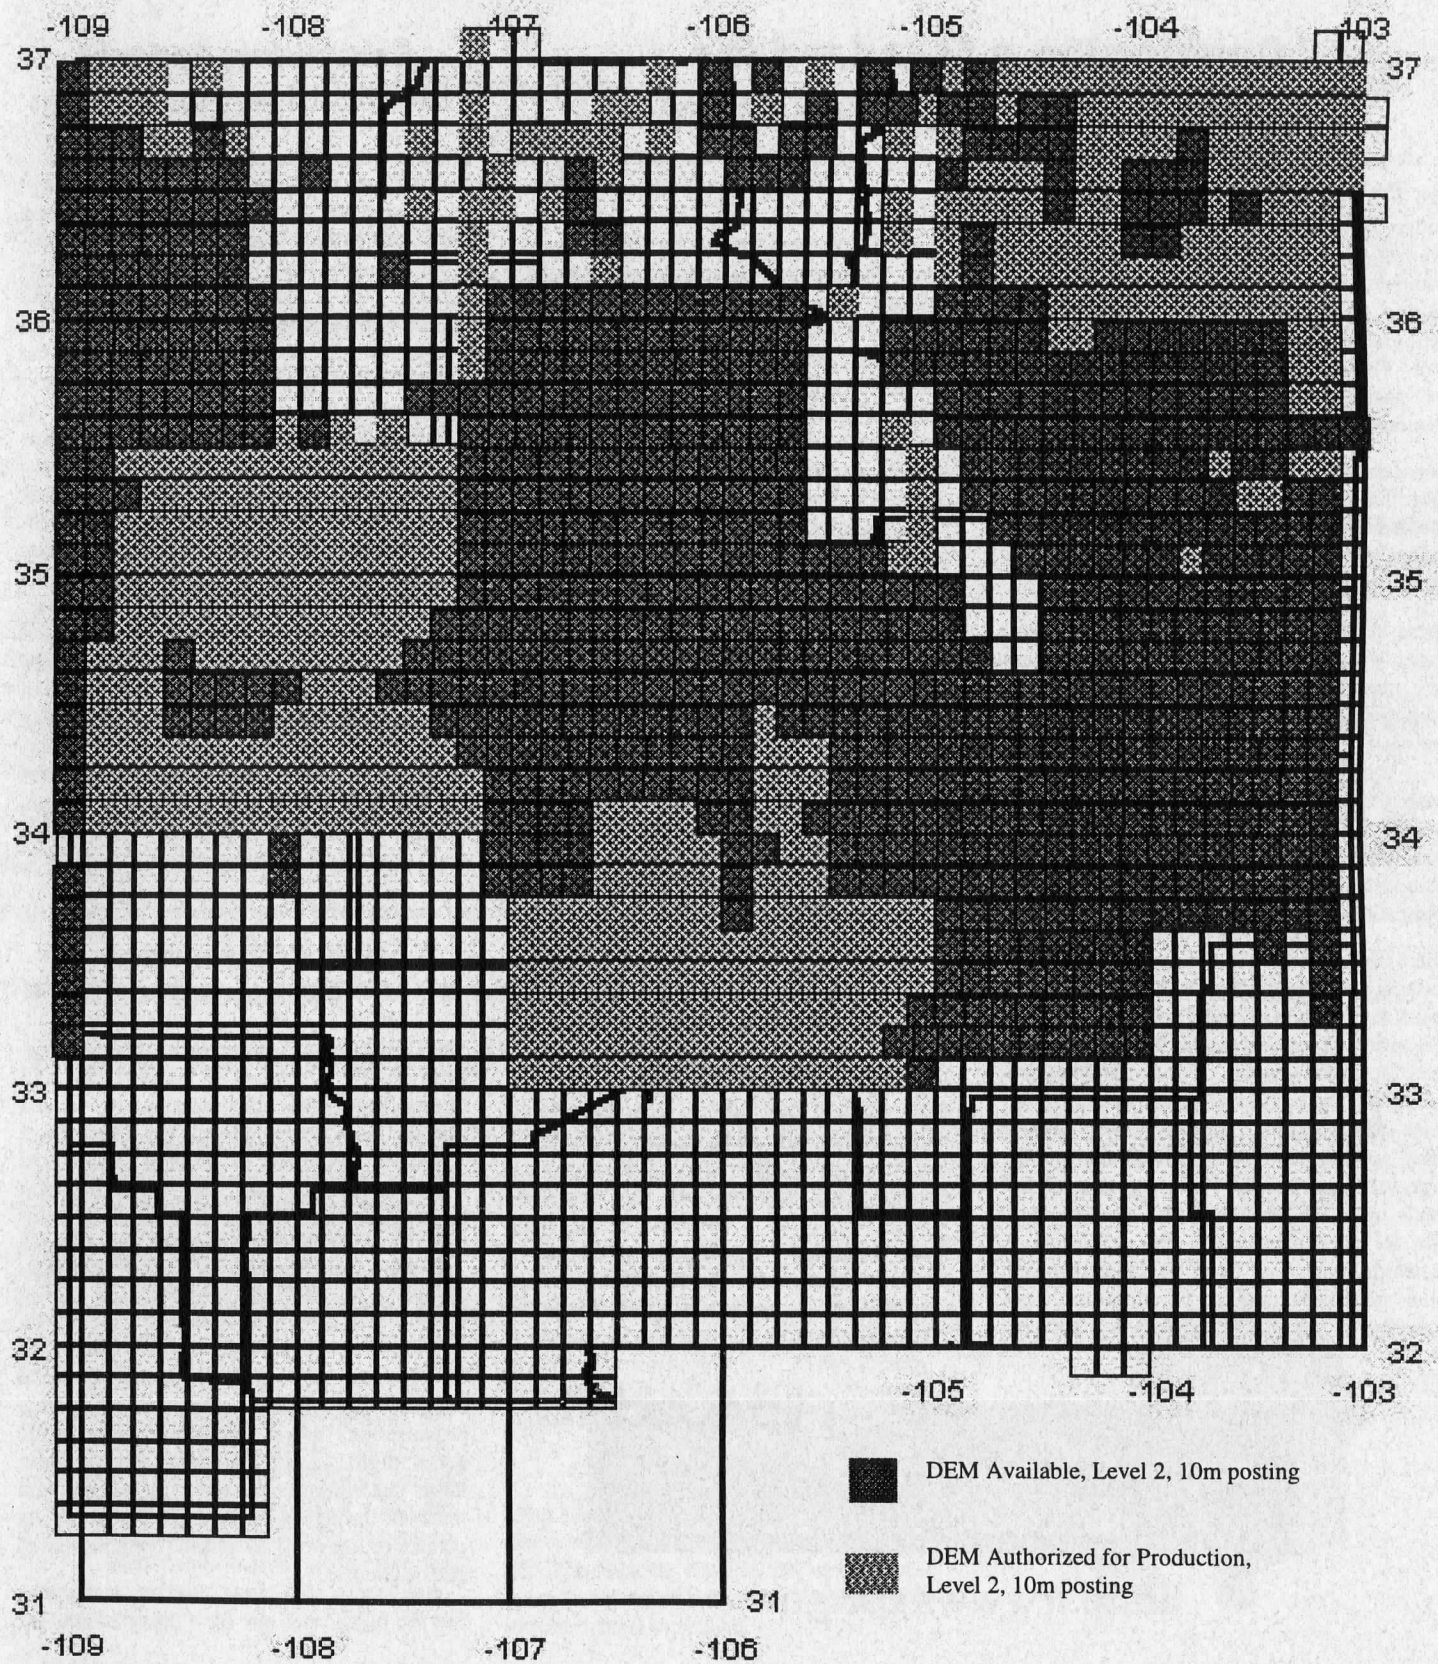 -109 -108 -107 -106 -105 -104 -103
37 37
36 36
35 35
34 34
33 33
32 32
-105 -104 -103
DEM Available, Level 2, 10m posting
DEM Authorized for Production,
Level 2, 10m posting
31 31
-109 -108 -107 -106